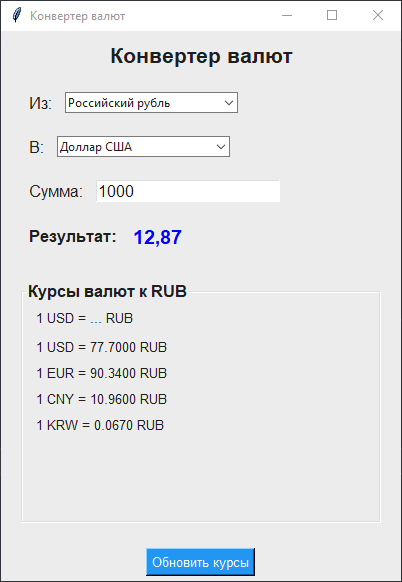 Конвертер валют
Конвертер валют
Из: Российский рубль
В: Доллар США
Сумма: 1000
Результат: 12,87
Курсы валют к RUB
1 USD = ... RUB
1 USD = 77.7000 RUB
1 EUR = 90.3400 RUB
1 CNY = 10.9600 RUB
1 KRW = 0.0670 RUB
Обновить курсы